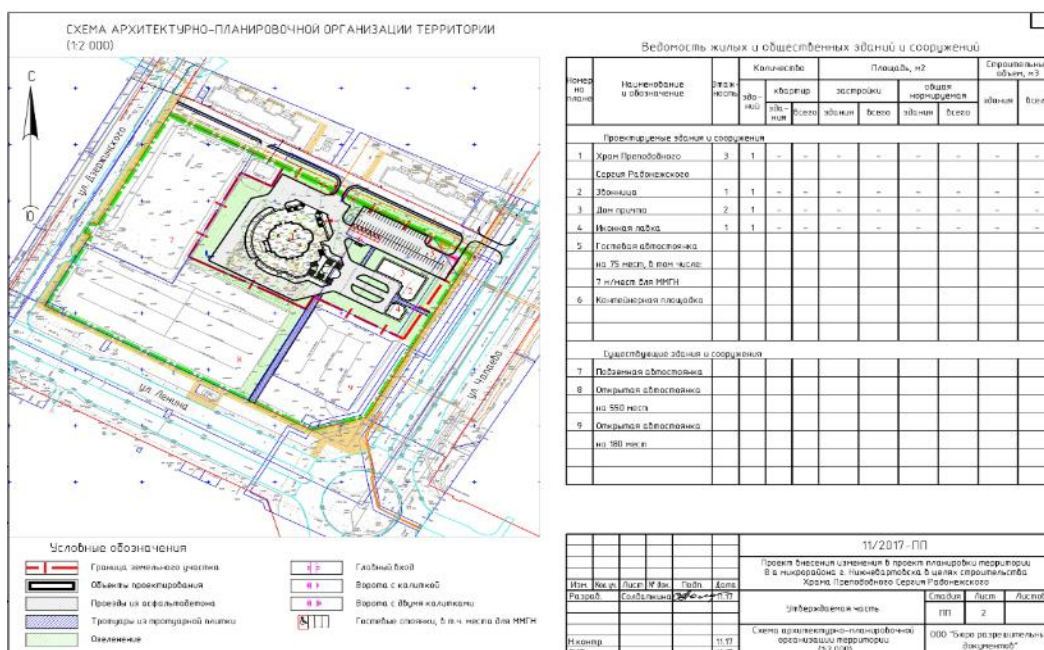 СХЕМА АРХИТЕКТУРНО-ПЛАНИРОВОЧНОЙ ОРГАНИЗАЦИИ ТЕРРИТОРИИ
(1:2 000)
С
Ю
ул. Дзержинского
ул. Ленина
ул. Чапаева
Условные обозначения
Граница земельного участка
Объекты проектирования
Проезды из асфальтобетона
Тротуары из тротуарной плитки
Озеленение
Главный вход
Ворота с калиткой
Ворота с двумя калитками
Гостевые стоянки, в т.ч. места для ММГН
Ведомость жилых и общественных зданий и сооружений
Номер на плане
Наименование и обозначение
Этаж-ность
Количество
Площадь, м2
Строительный объем, м3
зда-ний
квартир
застройки
общая нормируемая
зда-ния
всего
здания
всего
здания
всего
здания
всего
Проектируемые здания и сооружения
1 Храм Преподобного 3 1 - - - - - - - -
Сергия Радонежского
2 Звонница 1 1 - - - - - - - -
3 Дом причта 2 1 - - - - - - - -
4 Иконная лавка 1 1 - - - - - - - -
5 Гостевая автостоянка
на 75 мест, в том числе:
7 м/мест для ММГН
6 Контейнерная площадка
Существующие здания и сооружения
7 Подземная автостоянка
8 Открытая автостоянка
на 550 мест
9 Открытая автостоянка
на 180 мест
11/2017-ПП
Проект внесения изменения в проект планировки территории
8 а микрорайона г. Нижневартовска в целях строительства
Храма Преподобного Сергия Радонежского
Изм. Кол.уч. Лист № док. Подп. Дата
Разраб. 11.17
Утверждаемая часть
Стадия Лист Листов
ПП 2
Н.контр. 11.17
Схема архитектурно-планировочной
организации территории
(1:2 000)
ООО "Бюро разрешительных
документов"